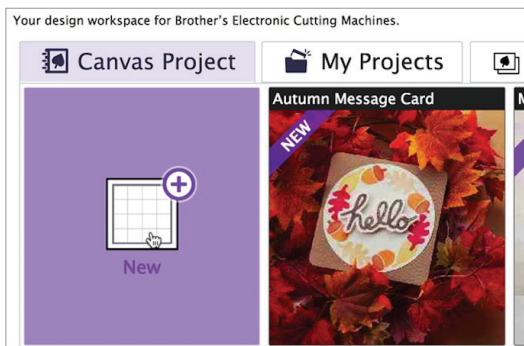 Your design workspace for Brother's Electronic Cutting Machines.
Canvas Project
My Projects
Autumn Message Card
NEW
hello
New